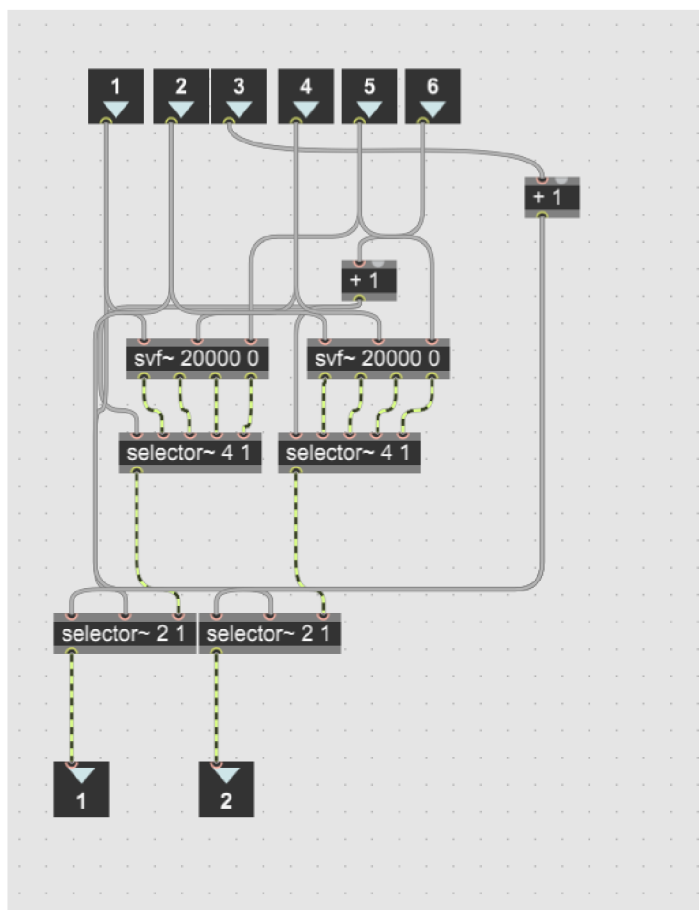 1
2
3
4
5
6
+ 1
+ 1
svf~ 20000 0
svf~ 20000 0
selector~ 4 1
selector~ 4 1
selector~ 2 1
selector~ 2 1
1
2